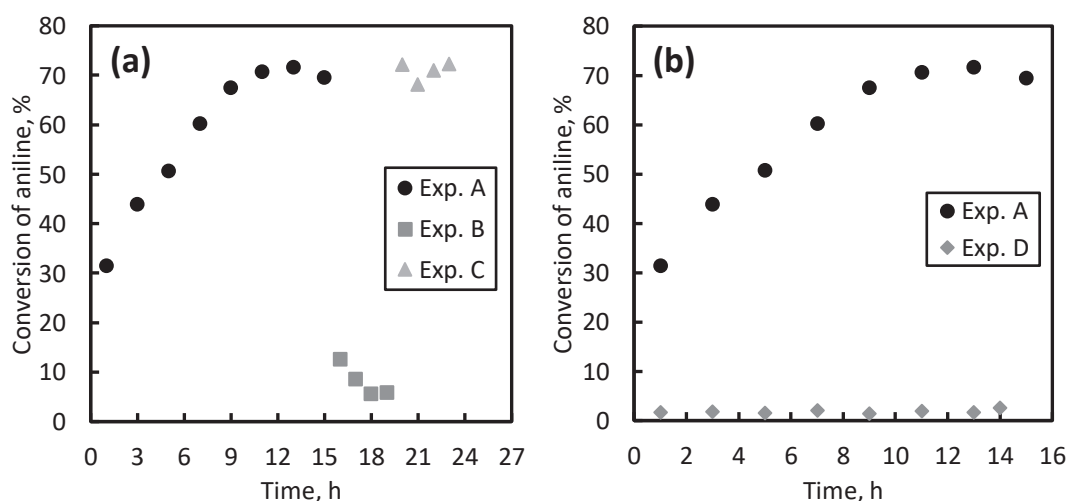 (a)
Conversion of aniline, %
80
70
60
50
40
30
20
10
0
0 3 6 9 12 15 18 21 24 27
Time, h
Exp. A
Exp. B
Exp. C
(b)
Conversion of aniline, %
80
70
60
50
40
30
20
10
0
0 2 4 6 8 10 12 14 16
Time, h
Exp. A
Exp. D